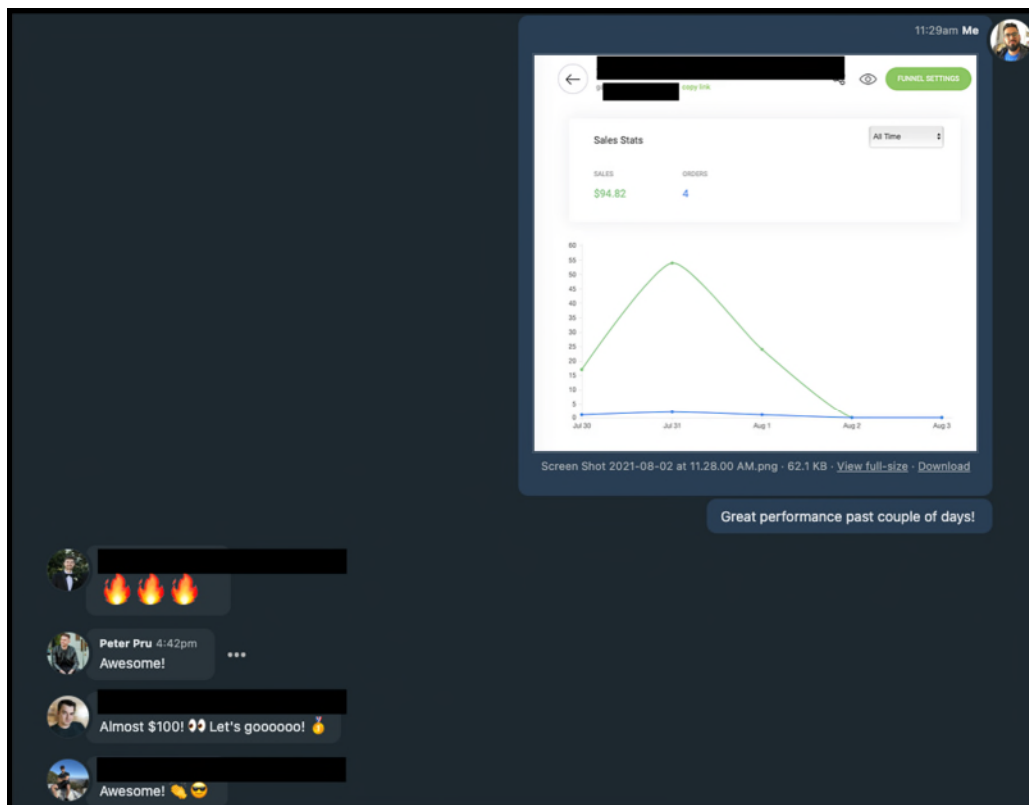 11:29am Me
copy link
FUNNEL SETTINGS
Sales Stats
All Time
SALES
ORDERS
$94.82
4
60
55
50
45
40
35
30
25
20
15
10
5
0
Jul 30
Jul 31
Aug 1
Aug 2
Aug 3
Screen Shot 2021-08-02 at 11.28.00 AM.png · 62.1 KB · View full-size · Download
Great performance past couple of days!
🔥🔥🔥
Peter Pru 4:42pm
Awesome!
Almost $100! 👀 Let's goooooo! 🥇
Awesome! 👏😎